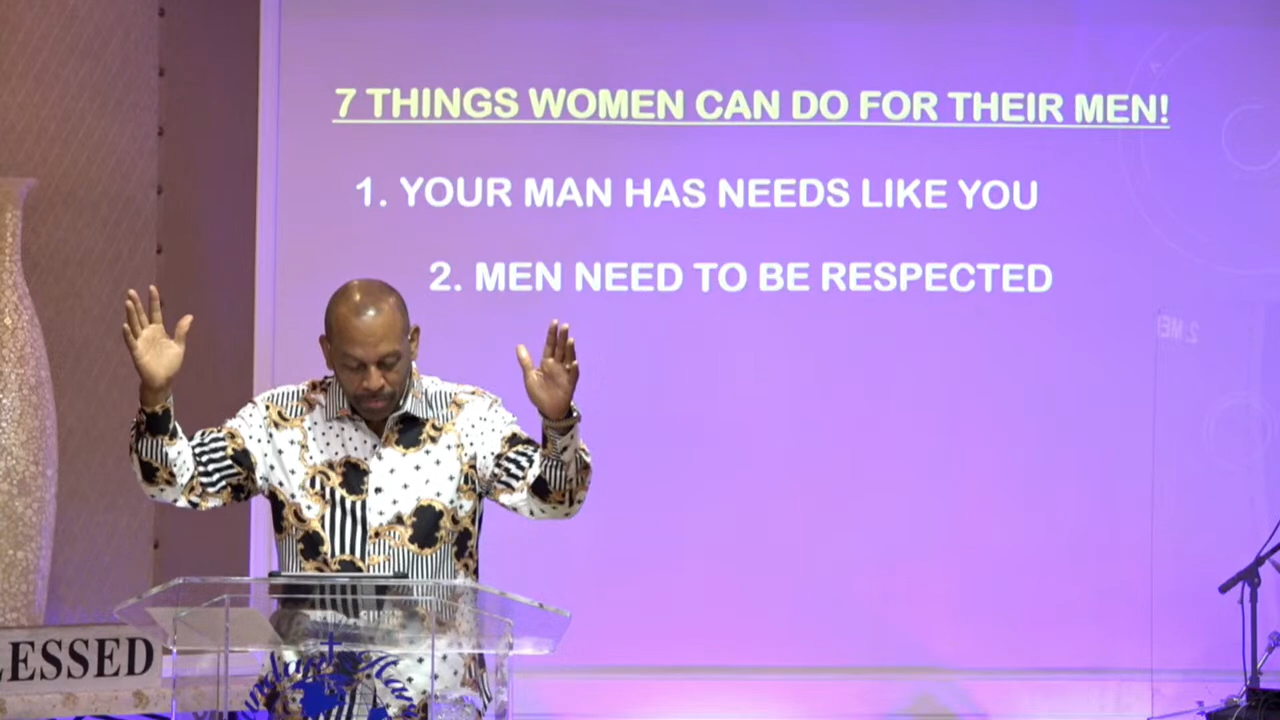 7 THINGS WOMEN CAN DO FOR THEIR MEN!
1. YOUR MAN HAS NEEDS LIKE YOU
2. MEN NEED TO BE RESPECTED